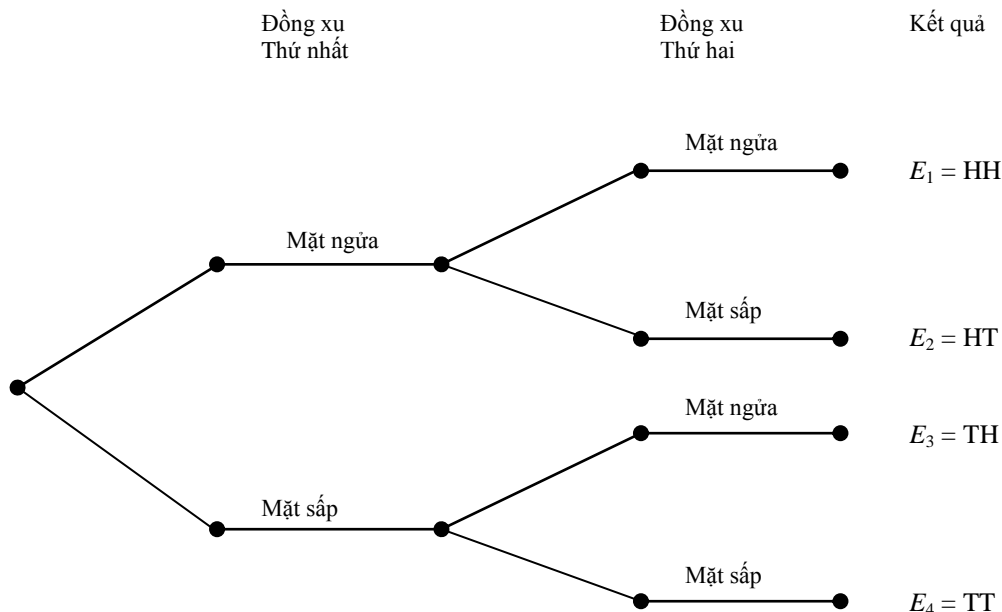 Đồng xu
Thứ nhất
Đồng xu
Thứ hai
Kết quả
Mặt ngửa
E1 = HH
Mặt ngửa
Mặt sấp
E2 = HT
Mặt ngửa
E3 = TH
Mặt sấp
Mặt sấp
E4 = TT